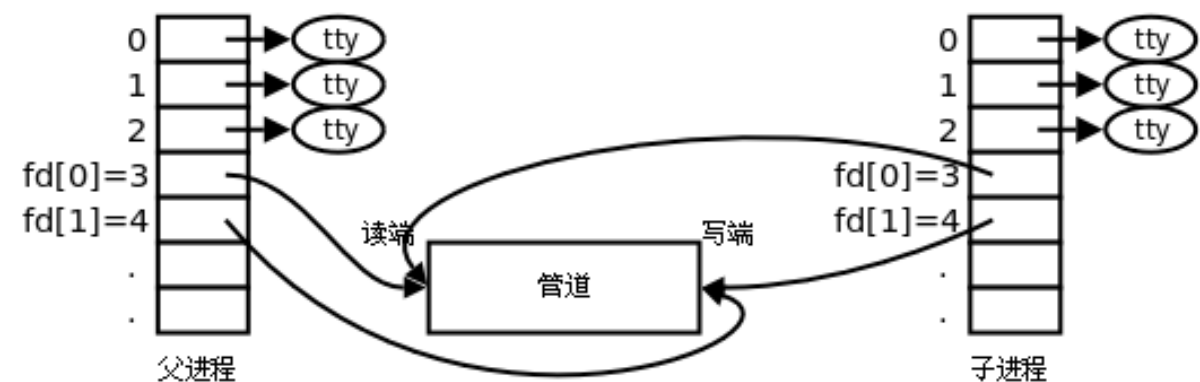 0 tty
1 tty
2 tty
fd[0]=3
fd[1]=4
.
.
父进程
读端
管道
写端
0 tty
1 tty
2 tty
fd[0]=3
fd[1]=4
.
.
子进程